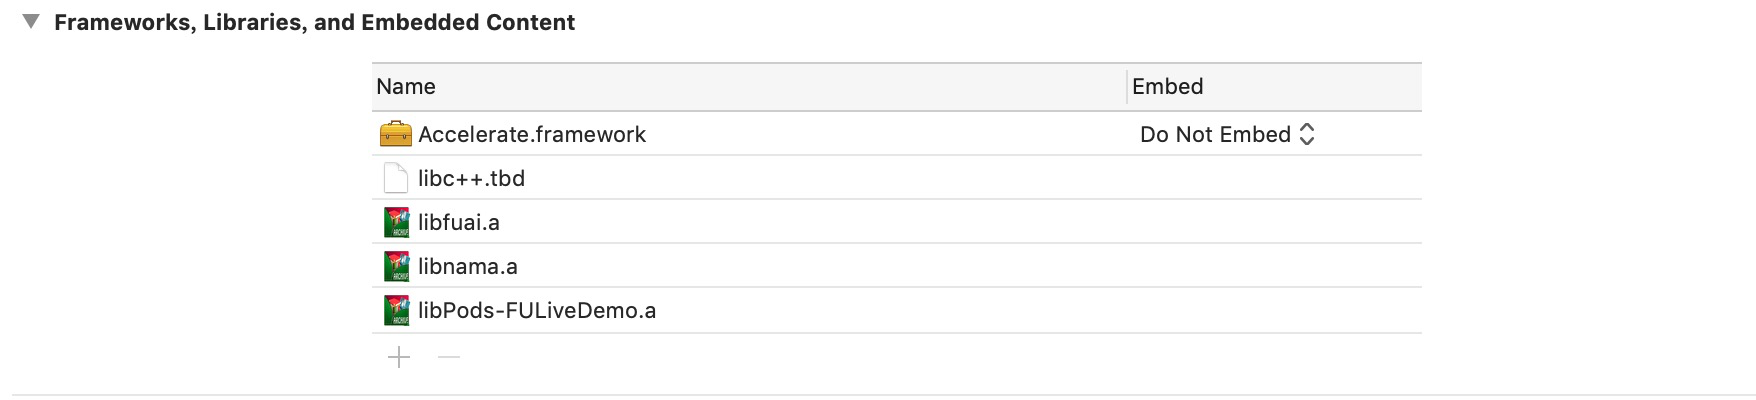 Frameworks, Libraries, and Embedded Content
Name Embed
Accelerate.framework Do Not Embed
libc++.tbd
libfuai.a
libnama.a
libPods-FULiveDemo.a